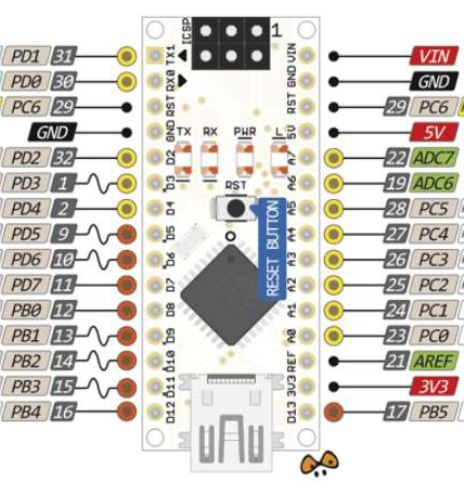 ICSP
1
PD1 31 TX1 VIN VIN
PD0 30 RX0 GND GND
PC6 29 RST RST 29 PC6
GND GND 5V 5V
TX RX PWR L
PD2 32 D2 A7 22 ADC7
PD3 1 D3 A6 19 ADC6
RST
PD4 2 D4 A5 28 PC5
PD5 9 D5 A4 27 PC4
PD6 10 D6 A3 26 PC3
RESET BUTTON
PD7 11 D7 A2 25 PC2
PB0 12 D8 A1 24 PC1
PB1 13 D9 A0 23 PC0
PB2 14 D10 REF 21 AREF
PB3 15 D11 3V3 3V3
PB4 16 D12 D13 17 PB5